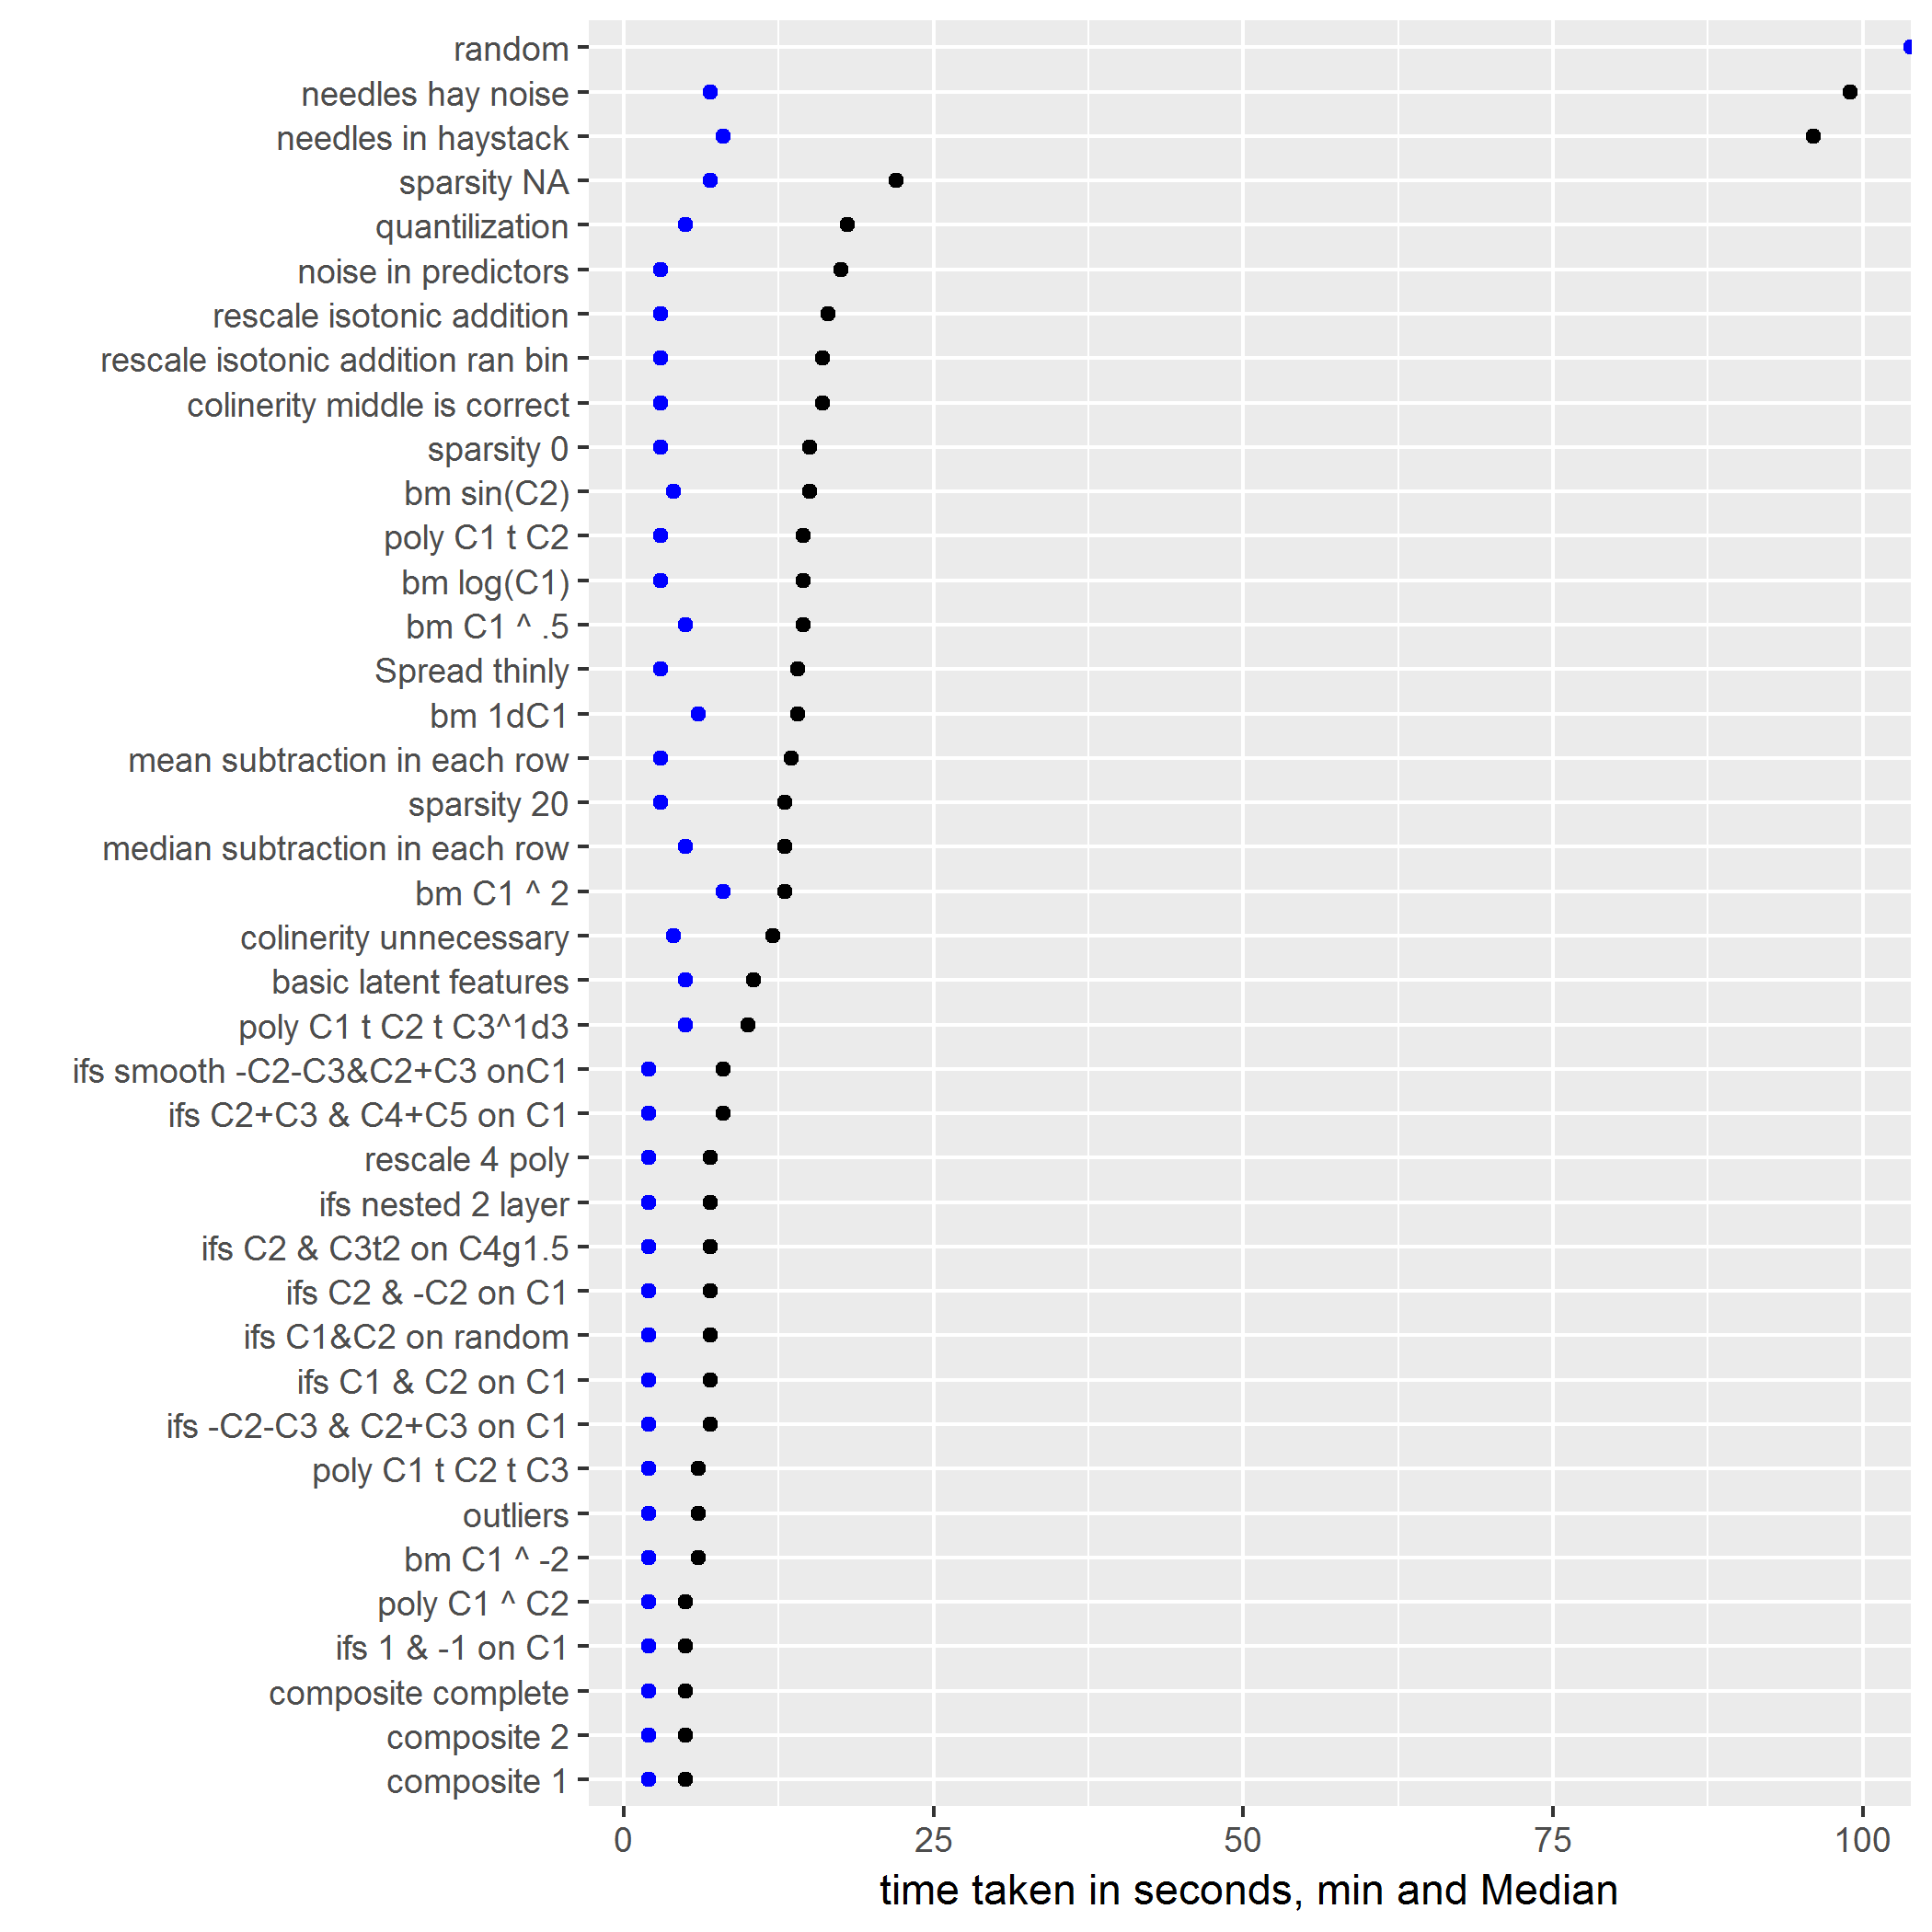 random
needles hay noise
needles in haystack
sparsity NA
quantilization
noise in predictors
rescale isotonic addition
rescale isotonic addition ran bin
colinerity middle is correct
sparsity 0
bm sin(C2)
poly C1 t C2
bm log(C1)
bm C1 ^ .5
Spread thinly
bm 1dC1
mean subtraction in each row
sparsity 20
median subtraction in each row
bm C1 ^ 2
colinerity unnecessary
basic latent features
poly C1 t C2 t C3^1d3
ifs smooth -C2-C3&C2+C3 onC1
ifs C2+C3 & C4+C5 on C1
rescale 4 poly
ifs nested 2 layer
ifs C2 & C3t2 on C4g1.5
ifs C2 & -C2 on C1
ifs C1&C2 on random
ifs C1 & C2 on C1
ifs -C2-C3 & C2+C3 on C1
poly C1 t C2 t C3
outliers
bm C1 ^ -2
poly C1 ^ C2
ifs 1 & -1 on C1
composite complete
composite 2
composite 1
0 25 50 75 100
time taken in seconds, min and Median